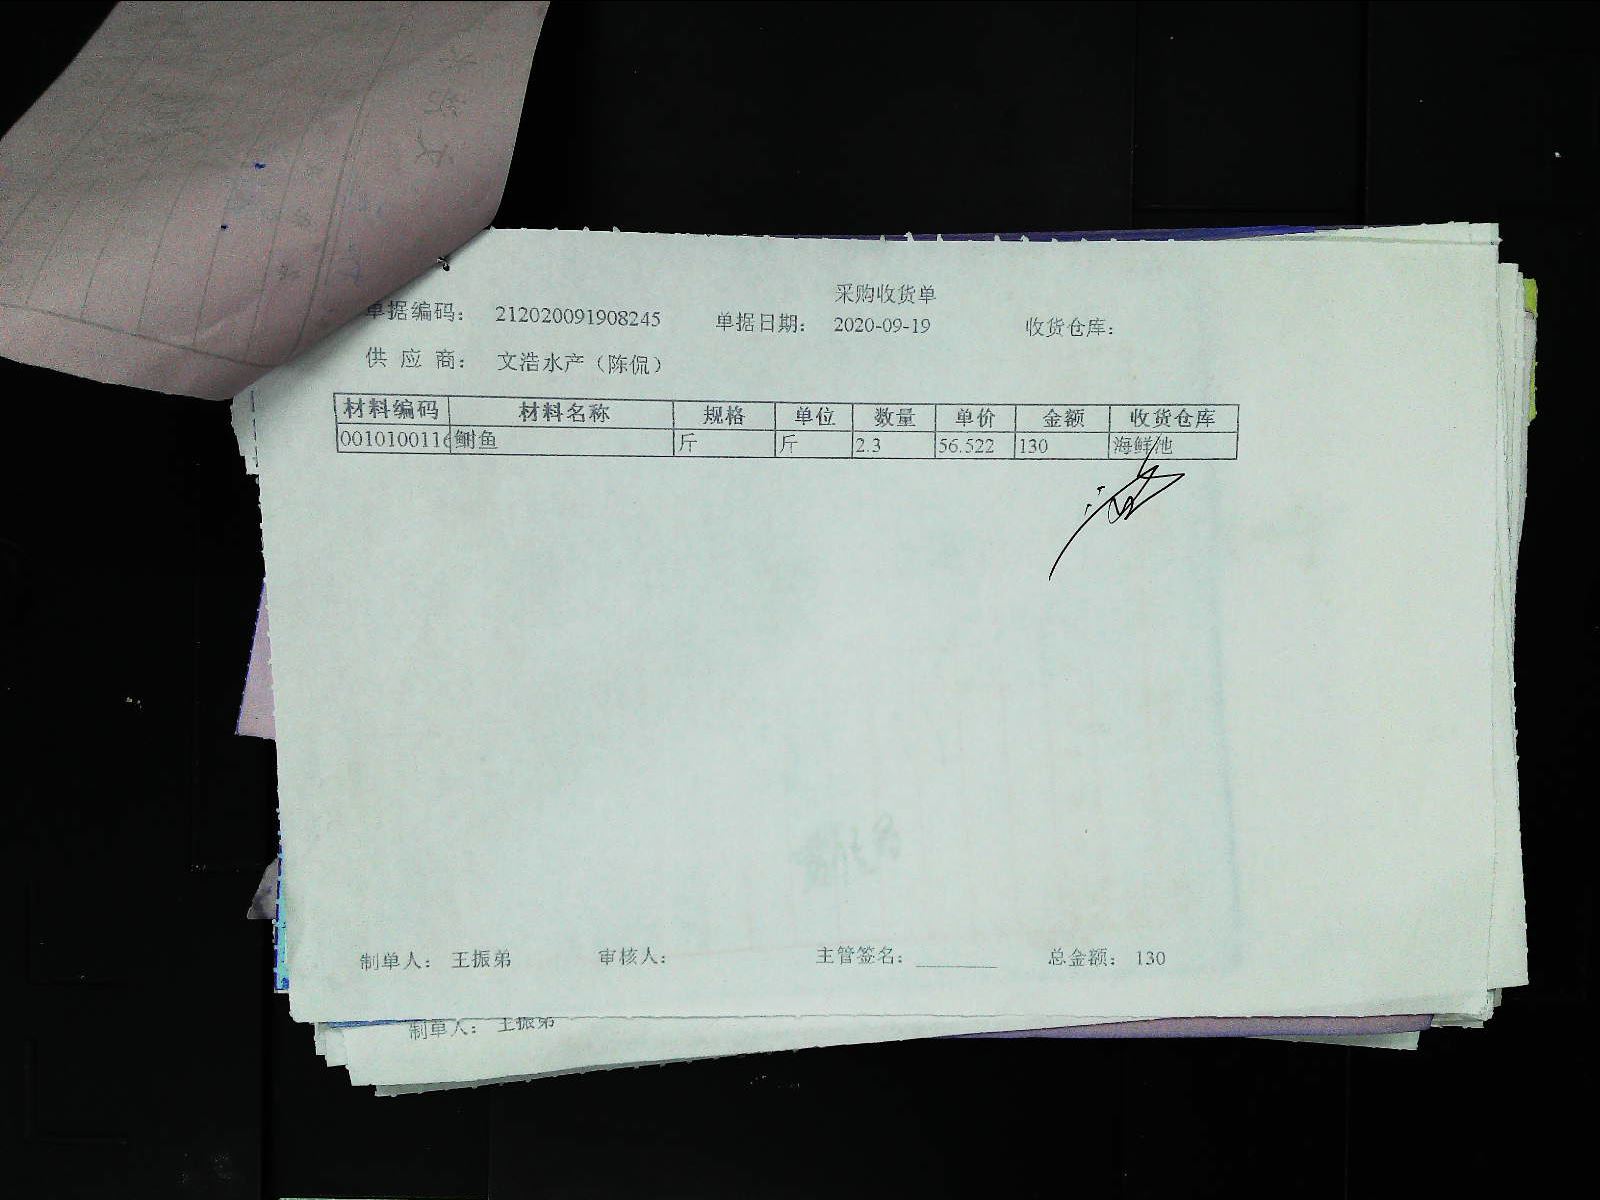 采购收货单
单据编码： 212020091908245 单据日期： 2020-09-19 收货仓库：
供 应 商： 文浩水产（陈侃）
材料编码 材料名称 规格 单位 数量 单价 金额 收货仓库
0010100116 鲥鱼 斤 斤 2.3 56.522 130 海鲜池
制单人： 王振弟 审核人： 主管签名： 总金额： 130
制单人： 王振弟